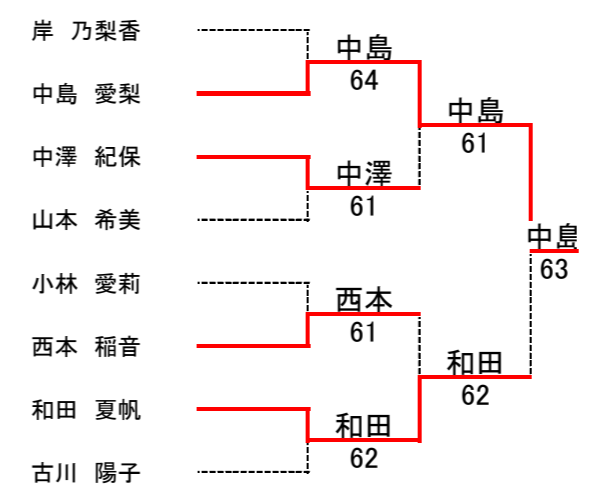 岸 乃梨香
中島 愛梨
中澤 紀保
山本 希美
小林 愛莉
西本 稲音
和田 夏帆
古川 陽子
中島
64
中澤
61
西本
61
和田
62
中島
61
和田
62
中島
63